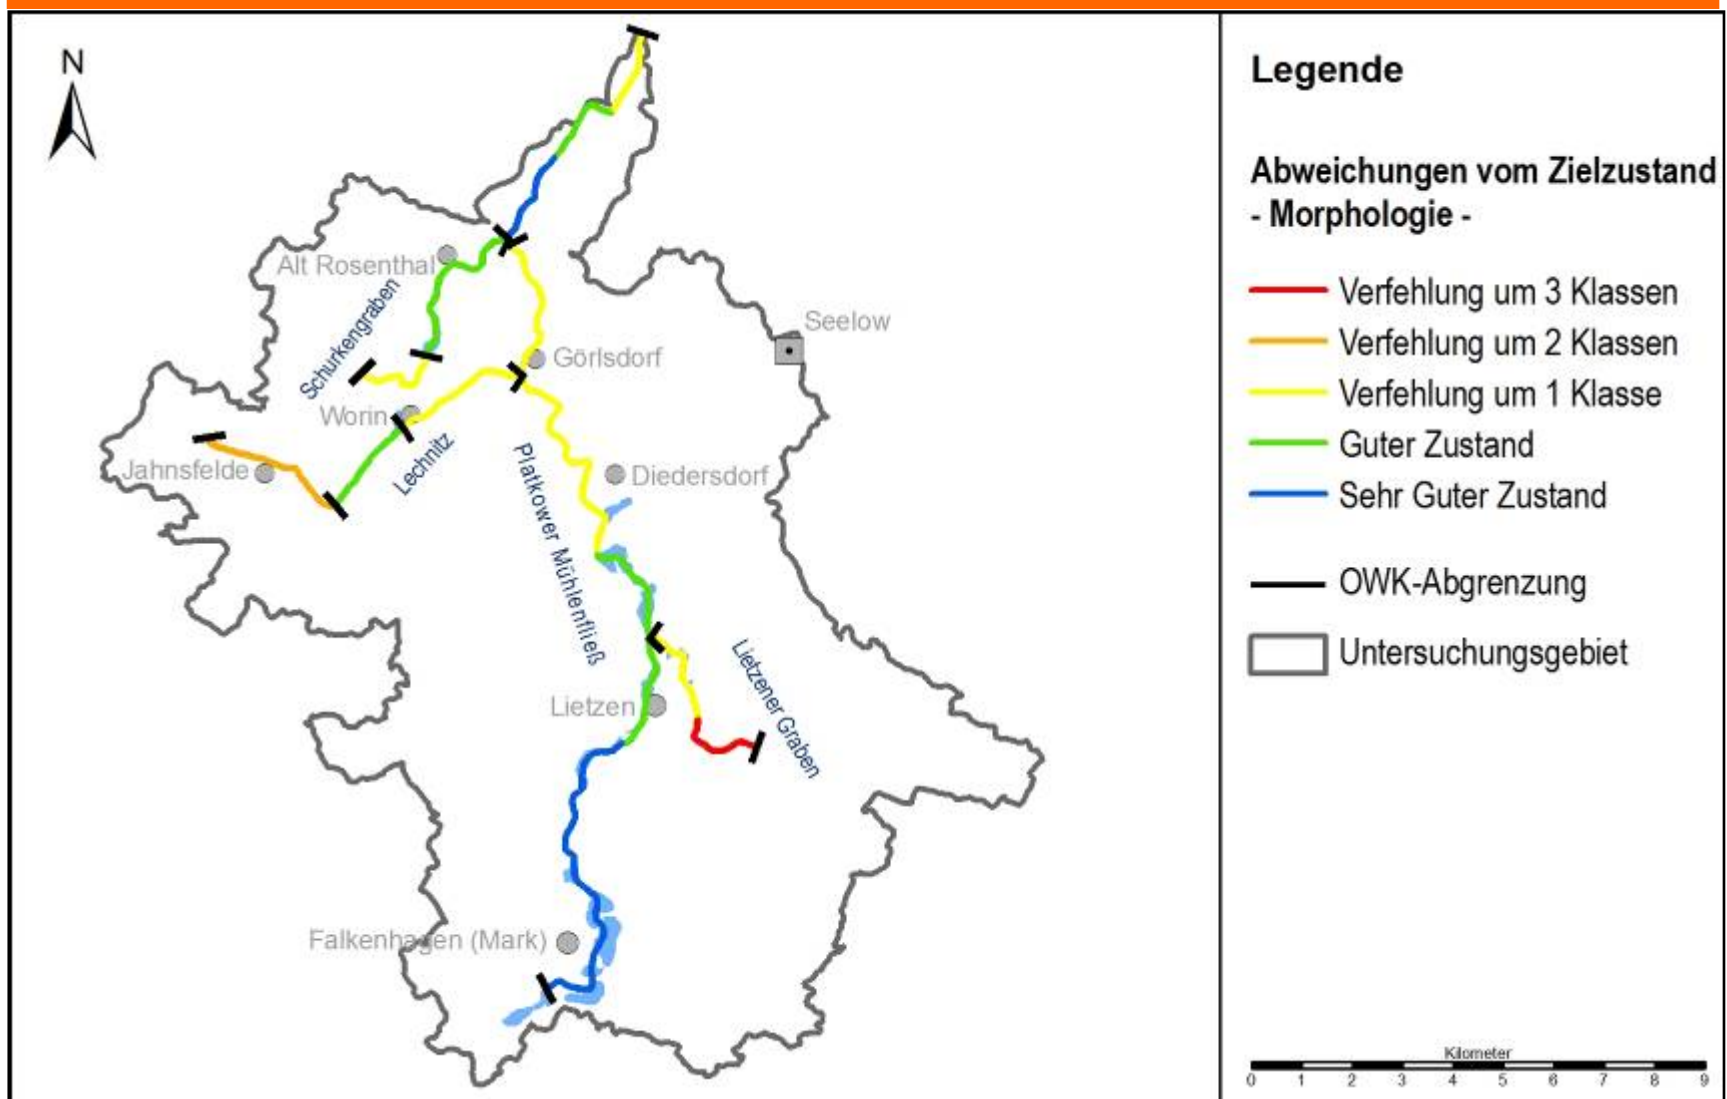 N
Alt Rosenthal
Schurkengraben
Seelow
Görlsdorf
Worin
Lechnitz
Jahnsfelde
Diedersdorf
Platkower Mühlenfließ
Lietzener Graben
Lietzen
Falkenhagen (Mark)
Legende
Abweichungen vom Zielzustand
- Morphologie -
Verfehlung um 3 Klassen
Verfehlung um 2 Klassen
Verfehlung um 1 Klasse
Guter Zustand
Sehr Guter Zustand
OWK-Abgrenzung
Untersuchungsgebiet
Kilometer
0 1 2 3 4 5 6 7 8 9